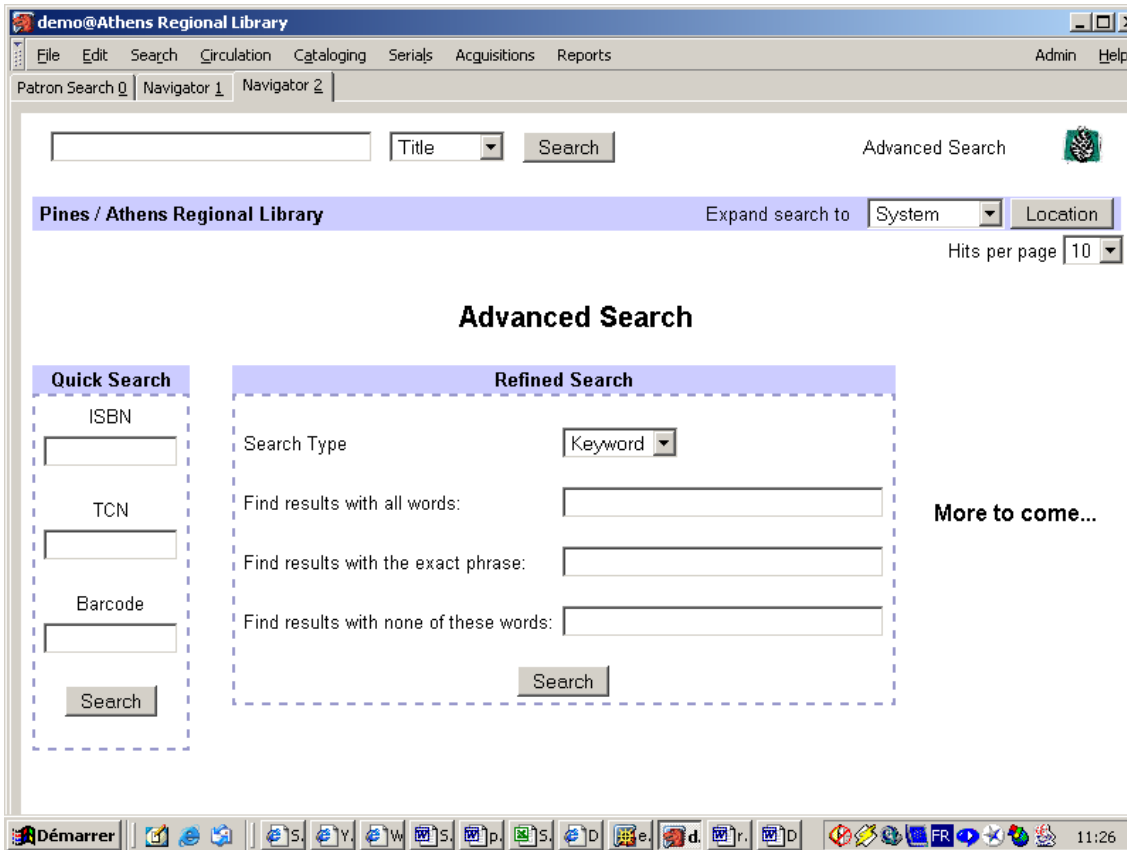 demo@Athens Regional Library
File Edit Search Circulation Cataloging Serials Acquisitions Reports Admin Help
Patron Search 0 Navigator 1 Navigator 2
Title Search Advanced Search
Pines / Athens Regional Library Expand search to System Location
Hits per page 10
Advanced Search
Quick Search Refined Search
ISBN
Search Type Keyword
TCN Find results with all words:
More to come...
Find results with the exact phrase:
Barcode
Find results with none of these words:
Search
Search
Démarrer S. Y. W S. p. S. D e. d. r. D FR 11:26